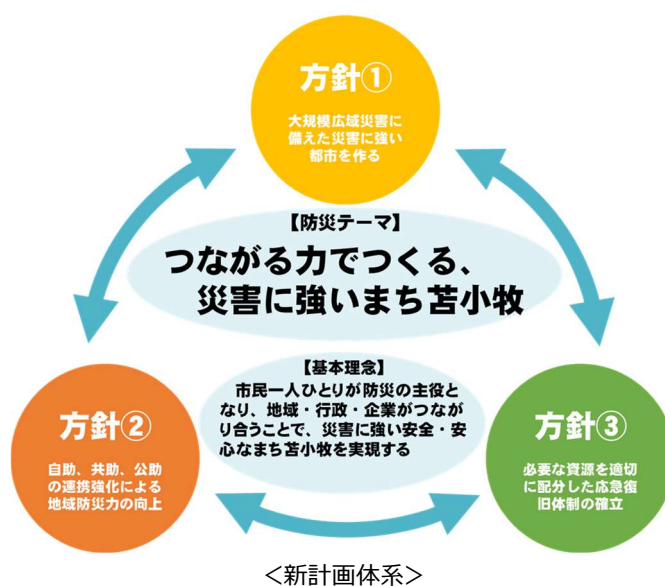 方針①
大規模広域災害に
備えた災害に強い
都市を作る
【防災テーマ】
つながる力でつくる、
災害に強いまち苫小牧
【基本理念】
市民一人ひとりが防災の主役と
なり、地域・行政・企業がつなが
り合うことで、災害に強い安全・安
心なまち苫小牧を実現する
方針②
自助、共助、公助
の連携強化による
地域防災力の向上
方針③
必要な資源を適切
に配分した応急復
旧体制の確立
＜新計画体系＞